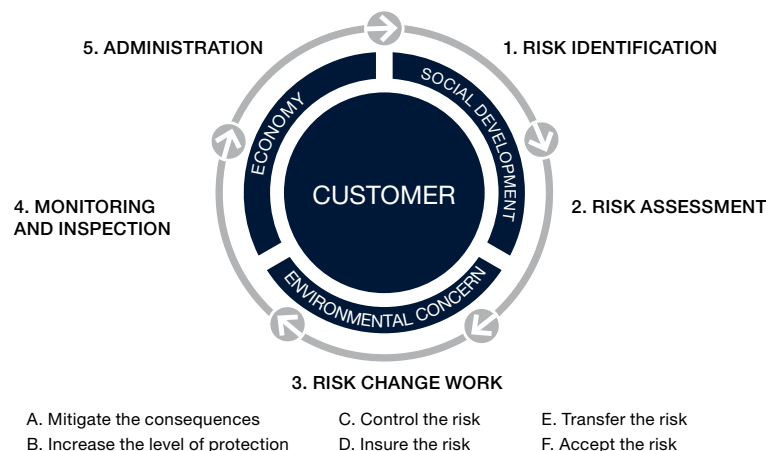 5. ADMINISTRATION
1. RISK IDENTIFICATION
ECONOMY
SOCIAL DEVELOPMENT
CUSTOMER
4. MONITORING
AND INSPECTION
2. RISK ASSESSMENT
ENVIRONMENTAL CONCERN
3. RISK CHANGE WORK
A. Mitigate the consequences
B. Increase the level of protection
C. Control the risk
D. Insure the risk
E. Transfer the risk
F. Accept the risk